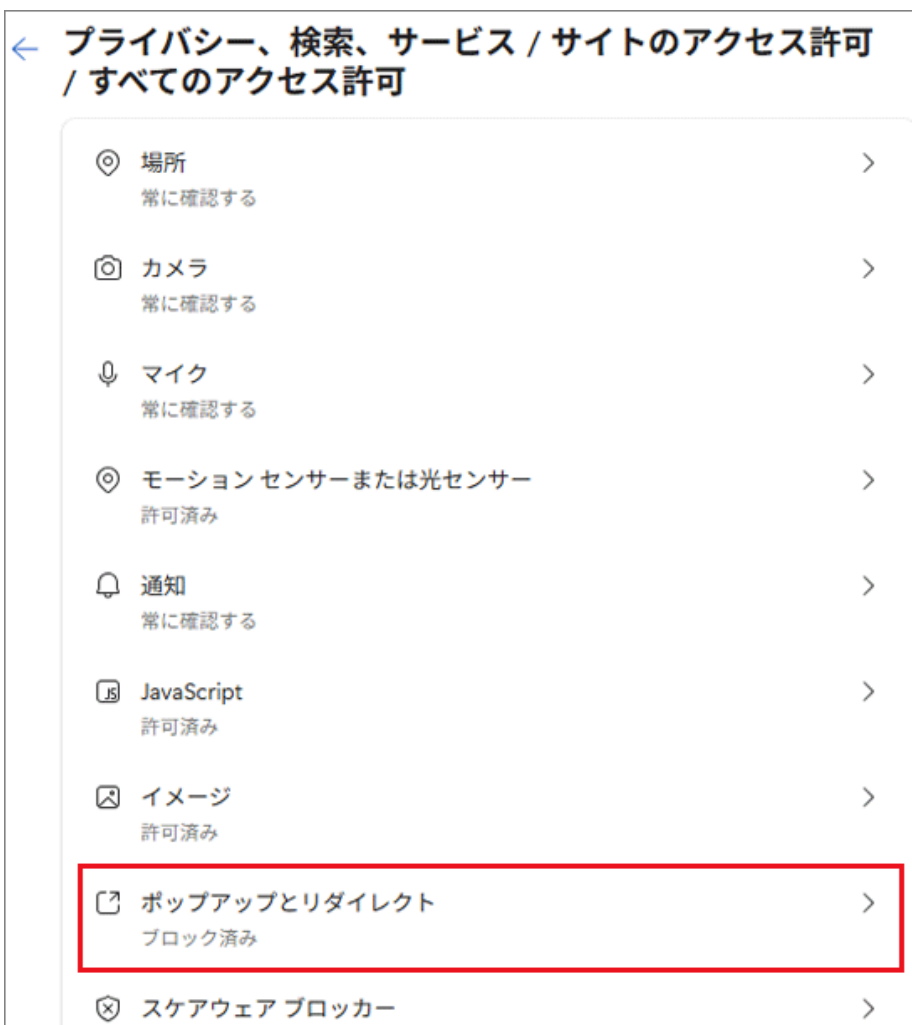 プライバシー、検索、サービス / サイトのアクセス許可
/ すべてのアクセス許可
場所
常に確認する
カメラ
常に確認する
マイク
常に確認する
モーション センサーまたは光センサー
許可済み
通知
常に確認する
JS
JavaScript
許可済み
イメージ
許可済み
ポップアップとリダイレクト
ブロック済み
スケアウェア ブロッカー